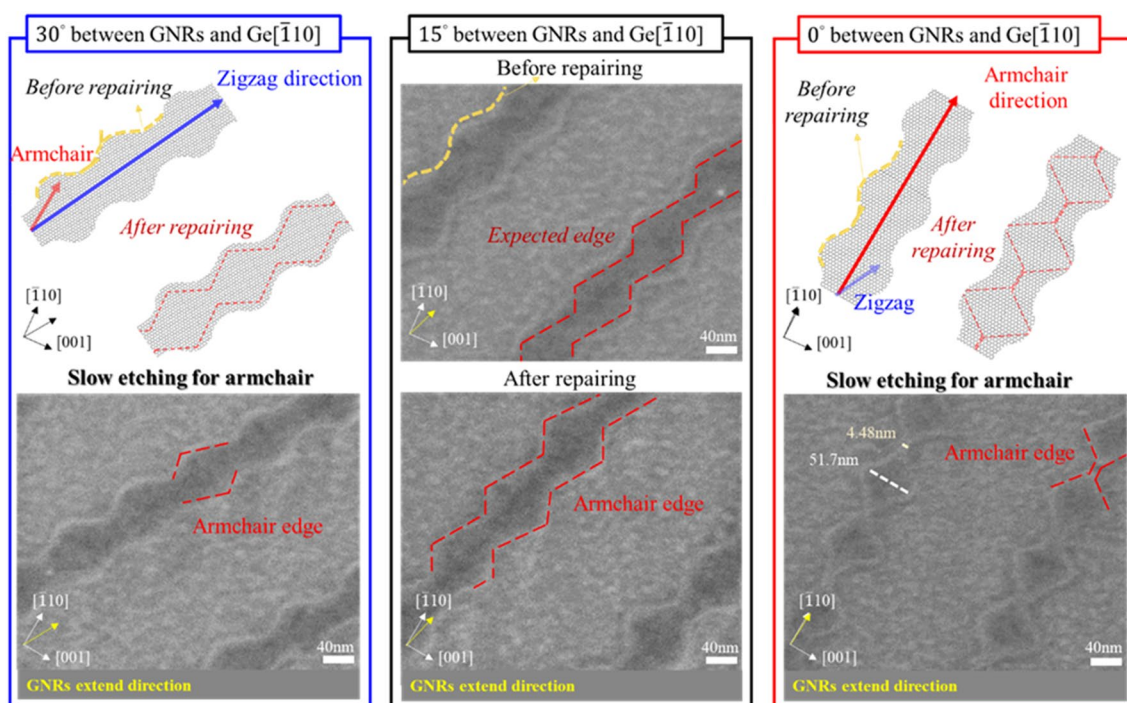 30° between GNRs and Ge[1̄10]
Before repairing
Zigzag direction
Armchair
After repairing
[1̄10]
[001]
Slow etching for armchair
Armchair edge
[1̄10]
[001]
40nm
GNRs extend direction
15° between GNRs and Ge[1̄10]
Before repairing
Expected edge
[1̄10]
[001]
40nm
After repairing
Armchair edge
[1̄10]
[001]
40nm
GNRs extend direction
0° between GNRs and Ge[1̄10]
Before
repairing
Armchair
direction
After
repairing
Zigzag
[1̄10]
[001]
Slow etching for armchair
4.48nm
51.7nm
Armchair edge
[1̄10]
[001]
40nm
GNRs extend direction